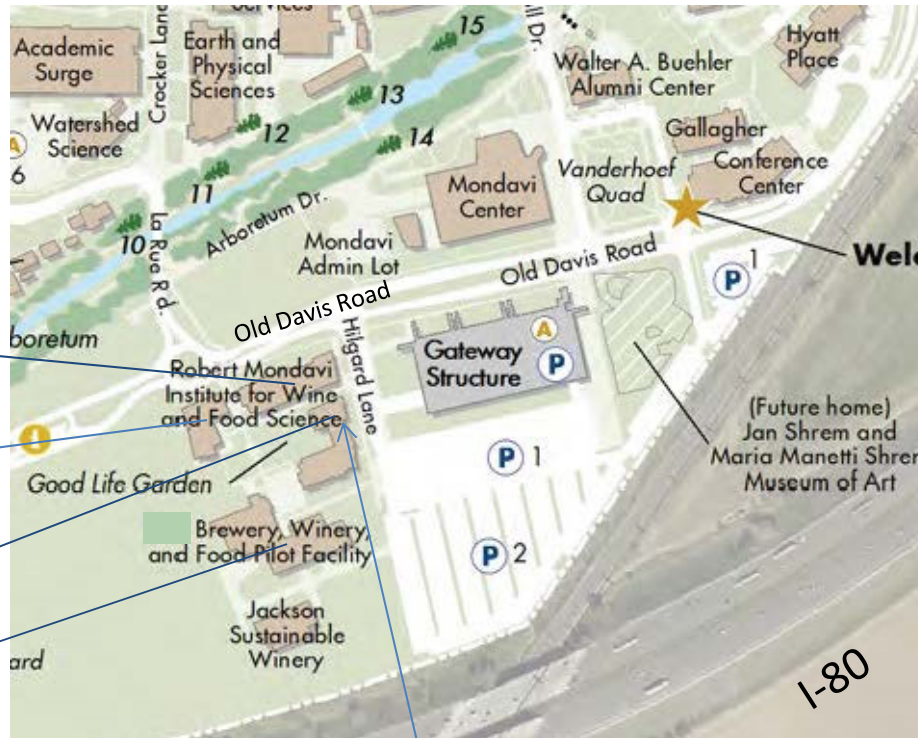 Services
15
ll Dr.
Hyatt
Place
Academic
Surge
Crocker Lane
Earth and
Physical
Sciences
Walter A. Buehler
Alumni Center
13
12
14
Watershed
Science
A
6
Gallagher
Conference
Center
Vanderhoef
Quad
Mondavi
Center
11
10
Arboretum Dr.
La Rue Rd.
Mondavi
Admin Lot
Old Davis Road
Wel
P 1
Old Davis Road
boretum
Hilgard Lane
A
P
Gateway
Structure
Robert Mondavi
Institute for Wine
and Food Science
(Future home)
Jan Shrem and
Maria Manetti Shrem
Museum of Art
P 1
Good Life Garden
Brewery, Winery,
and Food Pilot Facility
P 2
Jackson
Sustainable
Winery
ard
I-80